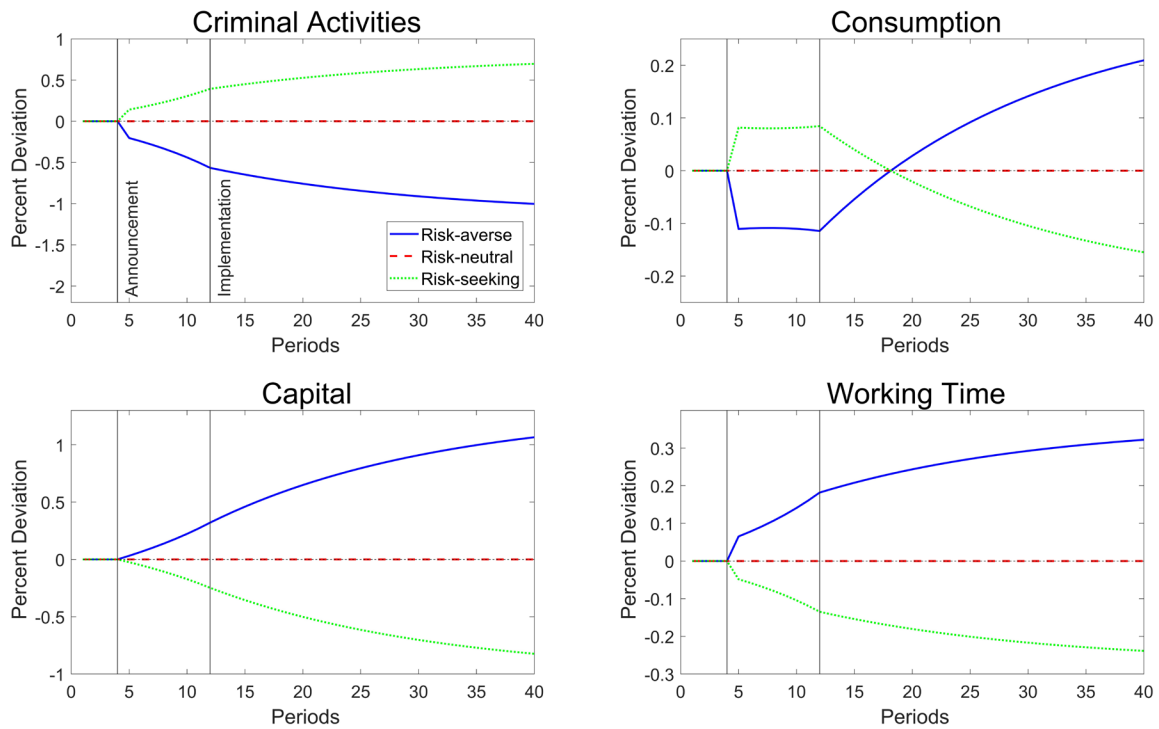 Criminal Activities
Percent Deviation
1
0.5
0
-0.5
-1
-1.5
-2
Announcement
Implementation
Risk-averse
Risk-neutral
Risk-seeking
0 5 10 15 20 25 30 35 40
Periods
Consumption
Percent Deviation
0.2
0.1
0
-0.1
-0.2
0 5 10 15 20 25 30 35 40
Periods
Capital
Percent Deviation
1
0.5
0
-0.5
-1
0 5 10 15 20 25 30 35 40
Periods
Working Time
Percent Deviation
0.3
0.2
0.1
0
-0.1
-0.2
-0.3
0 5 10 15 20 25 30 35 40
Periods